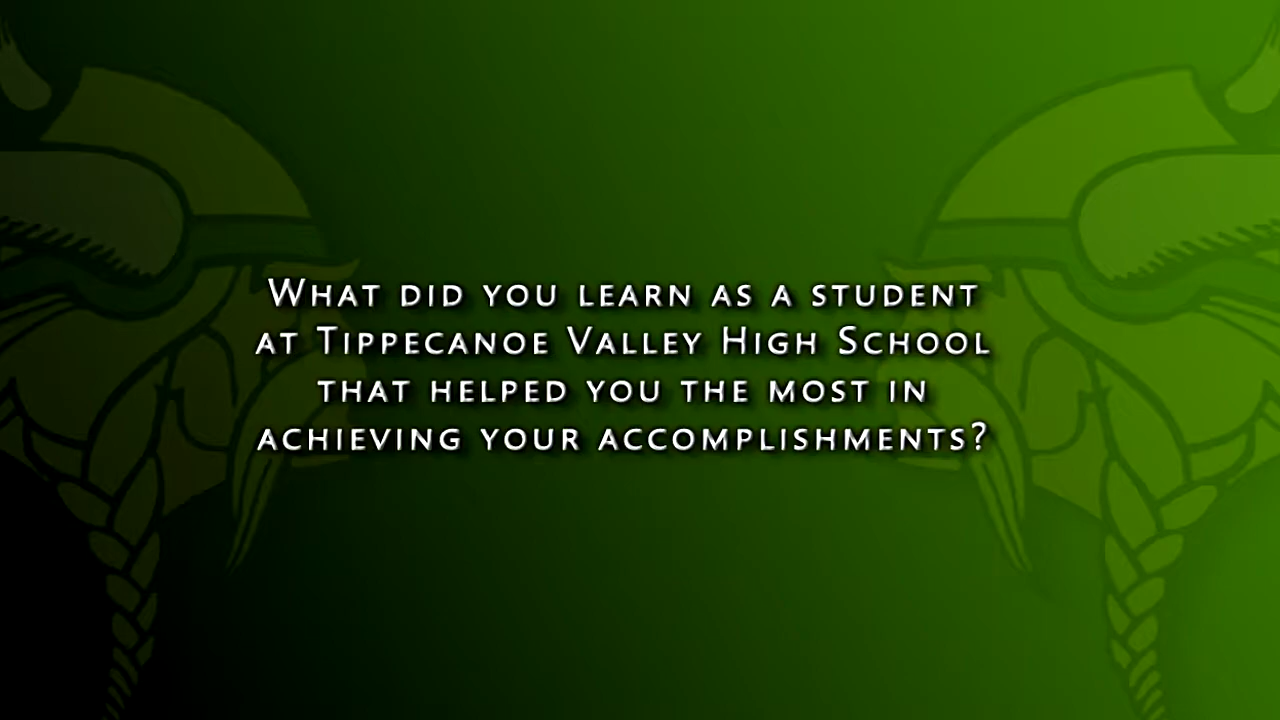 What did you learn as a student
at Tippecanoe Valley High School
that helped you the most in
achieving your accomplishments?